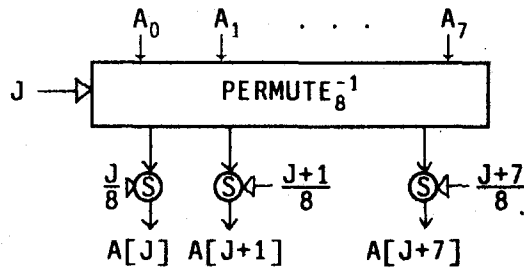 A₀ A₁ . . . A₇
J PERMUTE₈⁻¹
J/8 S S J+1/8 S J+7/8
A[J] A[J+1] A[J+7]